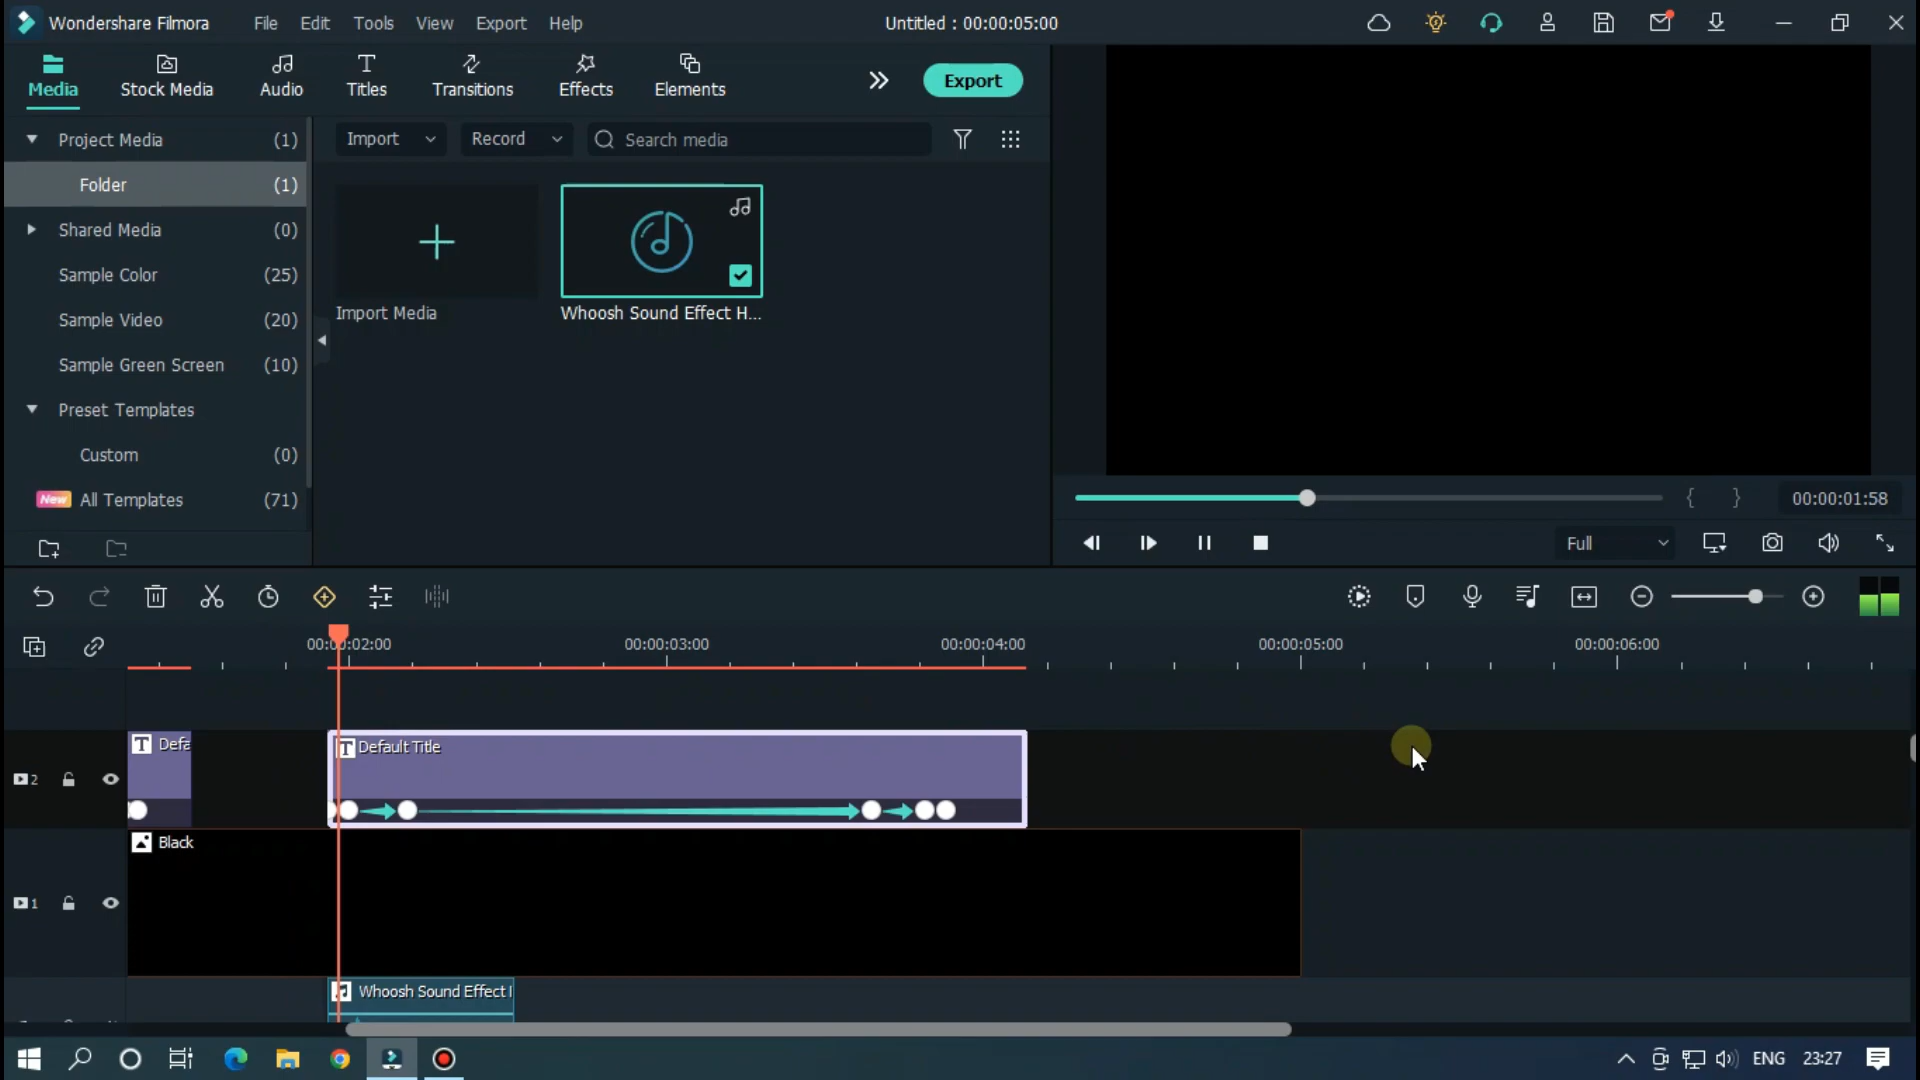 Wondershare Filmora File Edit Tools View Export Help Untitled : 00:00:05:00
Media Stock Media Audio Titles Transitions Effects Elements Export
Project Media (1)
Folder (1)
Shared Media (0)
Sample Color (25)
Sample Video (20)
Sample Green Screen (10)
Preset Templates
Custom (0)
New All Templates (71)
Import Record Search media
Import Media Whoosh Sound Effect H...
{ } 00:00:01:58
Full
00:00:02:00 00:00:03:00 00:00:04:00 00:00:05:00 00:00:06:00
T Defa T Default Title
2
Black
1
Whoosh Sound Effect
ENG 23:27